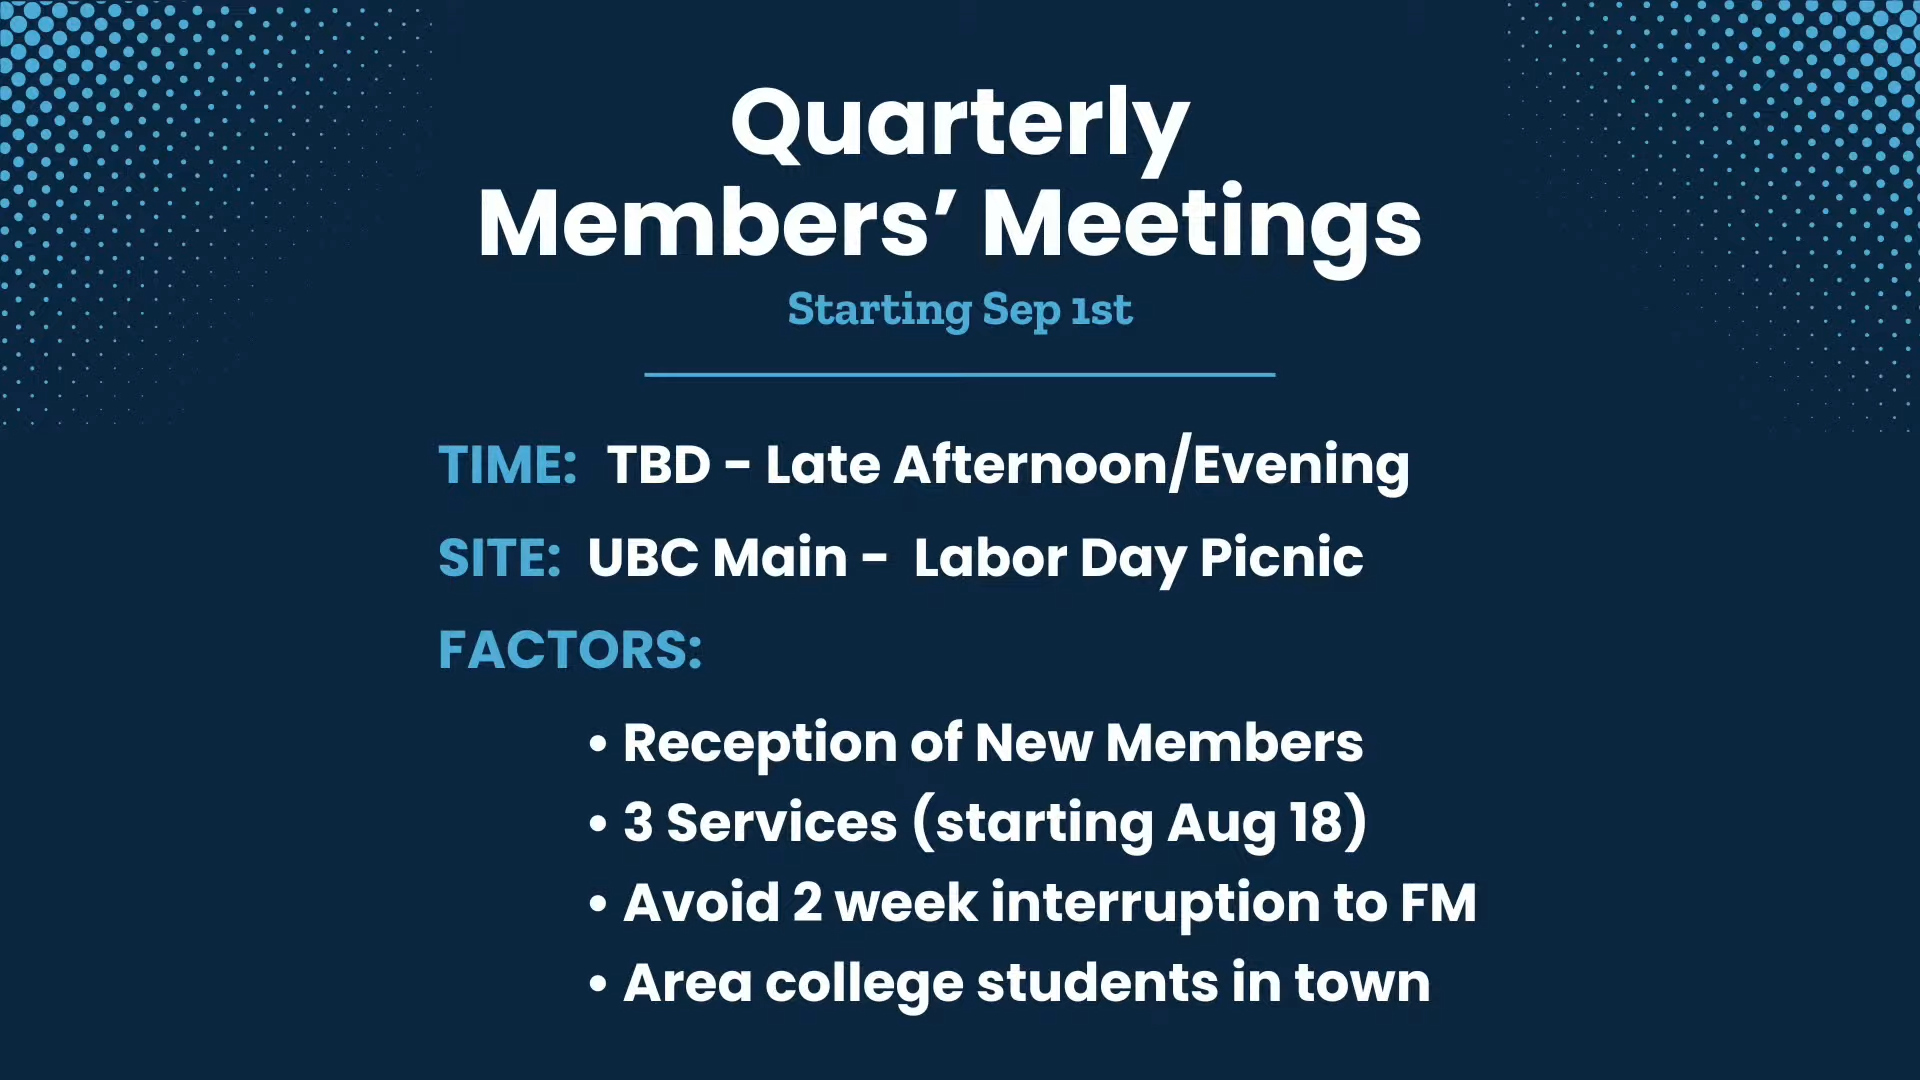 Quarterly
Members’ Meetings
Starting Sep 1st
TIME: TBD - Late Afternoon/Evening
SITE: UBC Main - Labor Day Picnic
FACTORS:
• Reception of New Members
• 3 Services (starting Aug 18)
• Avoid 2 week interruption to FM
• Area college students in town